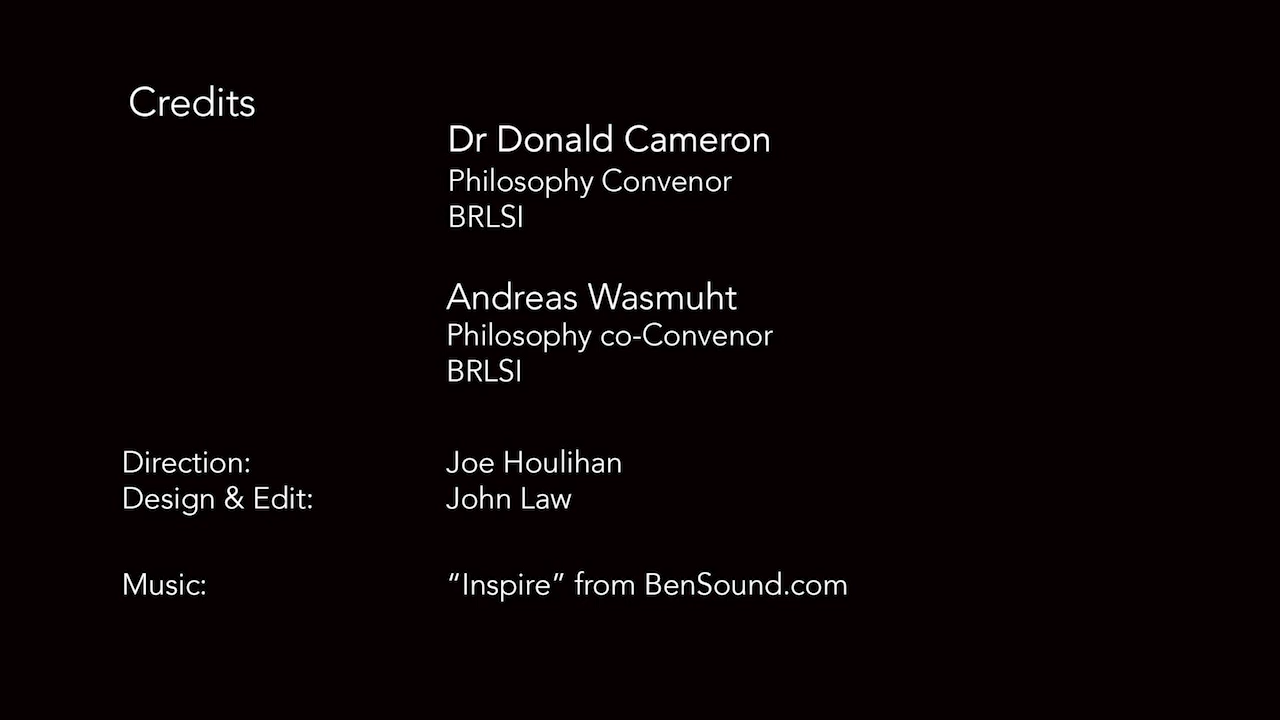 Credits
Dr Donald Cameron
Philosophy Convenor
BRLSI
Andreas Wasmuht
Philosophy co-Convenor
BRLSI
Direction: Joe Houlihan
Design & Edit: John Law
Music: “Inspire” from BenSound.com